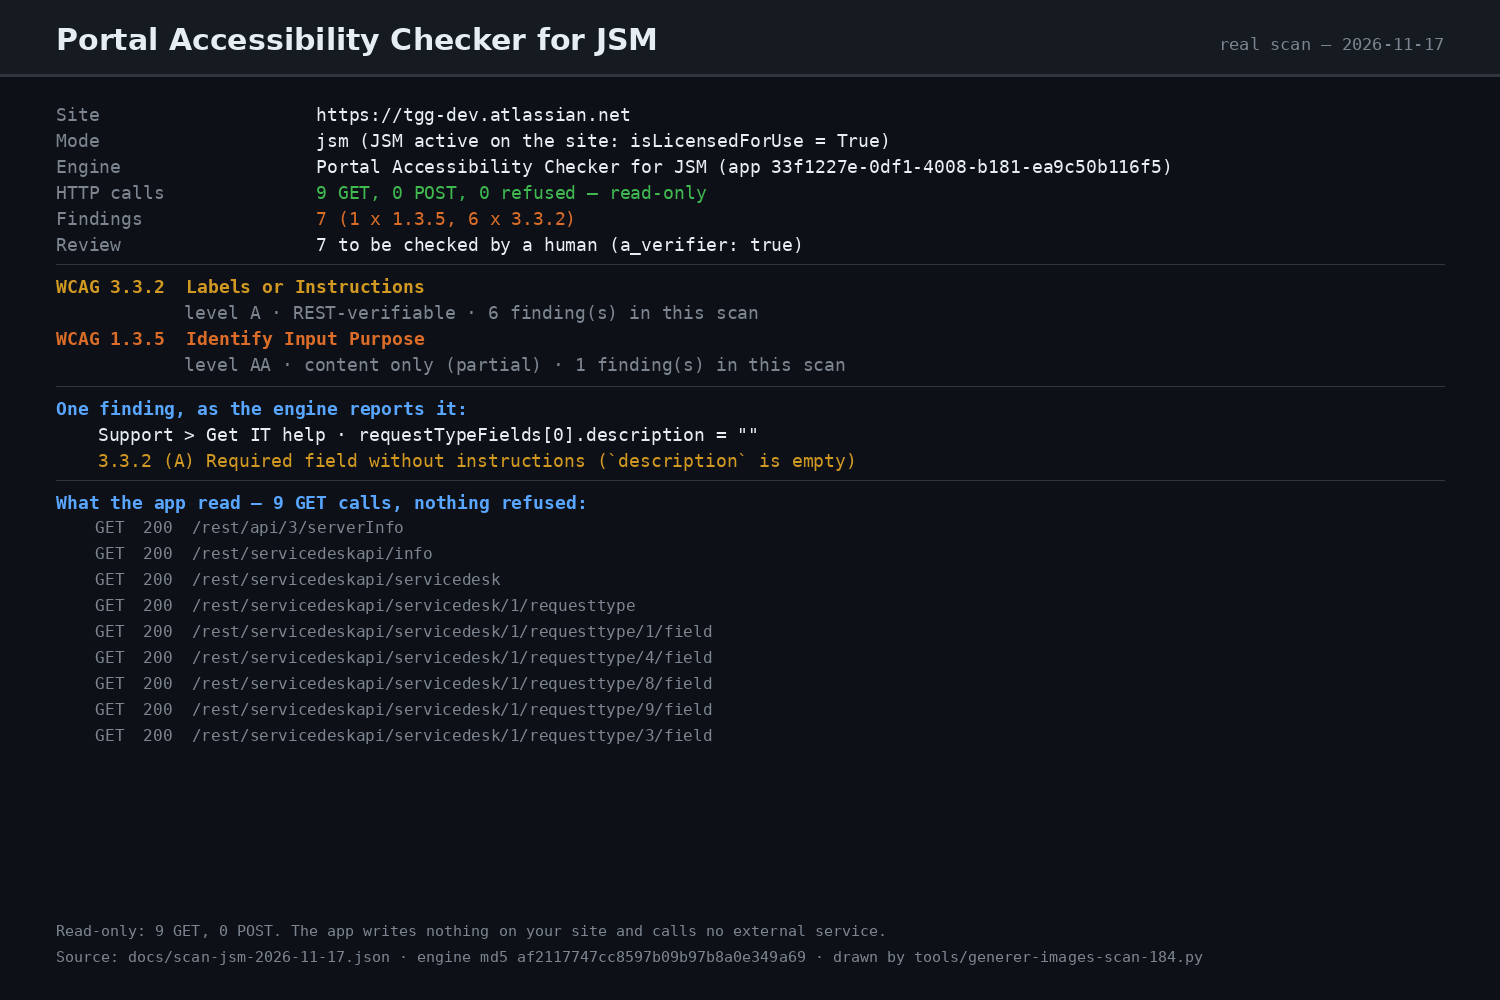 Portal Accessibility Checker for JSM
real scan — 2026-11-17
Site https://tgg-dev.atlassian.net
Mode jsm (JSM active on the site: isLicensedForUse = True)
Engine Portal Accessibility Checker for JSM (app 33f1227e-0df1-4008-b181-ea9c50b116f5)
HTTP calls 9 GET, 0 POST, 0 refused — read-only
Findings 7 (1 x 1.3.5, 6 x 3.3.2)
Review 7 to be checked by a human (a_verifier: true)
WCAG 3.3.2 Labels or Instructions
level A · REST-verifiable · 6 finding(s) in this scan
WCAG 1.3.5 Identify Input Purpose
level AA · content only (partial) · 1 finding(s) in this scan
One finding, as the engine reports it:
Support > Get IT help · requestTypeFields[0].description = ""
3.3.2 (A) Required field without instructions (`description` is empty)
What the app read — 9 GET calls, nothing refused:
GET 200 /rest/api/3/serverInfo
GET 200 /rest/servicedeskapi/info
GET 200 /rest/servicedeskapi/servicedesk
GET 200 /rest/servicedeskapi/servicedesk/1/requesttype
GET 200 /rest/servicedeskapi/servicedesk/1/requesttype/1/field
GET 200 /rest/servicedeskapi/servicedesk/1/requesttype/4/field
GET 200 /rest/servicedeskapi/servicedesk/1/requesttype/8/field
GET 200 /rest/servicedeskapi/servicedesk/1/requesttype/9/field
GET 200 /rest/servicedeskapi/servicedesk/1/requesttype/3/field
Read-only: 9 GET, 0 POST. The app writes nothing on your site and calls no external service.
Source: docs/scan-jsm-2026-11-17.json · engine md5 af2117747cc8597b09b97b8a0e349a69 · drawn by tools/generer-images-scan-184.py